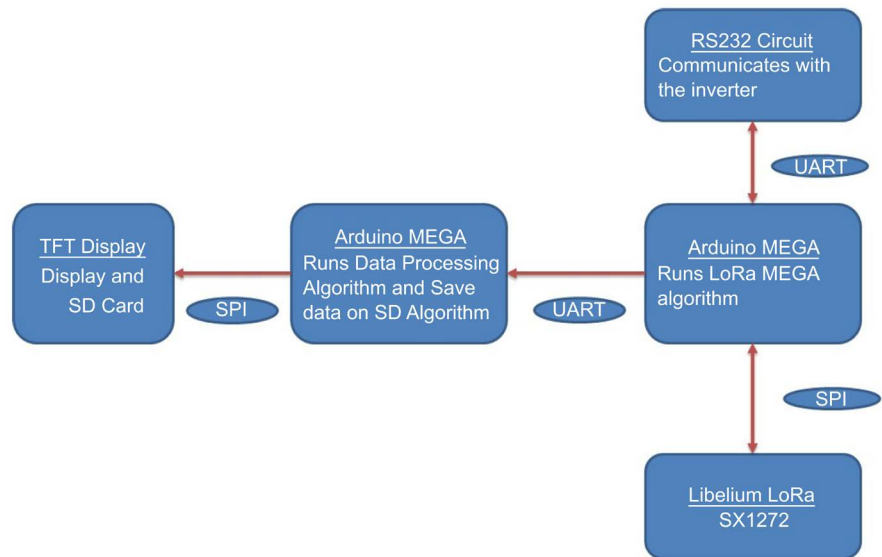 RS232 Circuit
Communicates with
the inverter
UART
TFT Display
Display and
SD Card
SPI
Arduino MEGA
Runs Data Processing
Algorithm and Save
data on SD Algorithm
UART
Arduino MEGA
Runs LoRa MEGA
algorithm
SPI
Libelium LoRa
SX1272